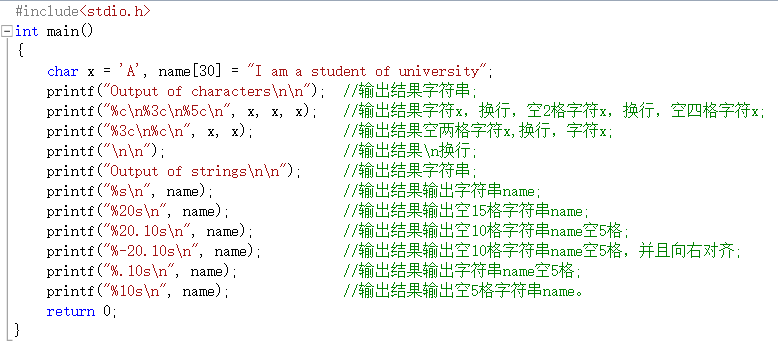 #include<stdio.h>
int main()
{
char x = 'A', name[30] = "I am a student of university";
printf("Output of characters\n\n"); //输出结果字符串;
printf("%c\n%3c\n%5c\n", x, x, x); //输出结果字符x，换行，空2格字符x，换行，空四格字符x;
printf("%3c\n%c\n", x, x); //输出结果空两格字符x,换行，字符x;
printf("\n\n"); //输出结果\n换行;
printf("Output of strings\n\n"); //输出结果字符串;
printf("%s\n", name); //输出结果输出字符串name;
printf("%20s\n", name); //输出结果输出空15格字符串name;
printf("%20.10s\n", name); //输出结果输出空10格字符串name空5格;
printf("%-20.10s\n", name); //输出结果输出空10格字符串name空5格，并且向右对齐;
printf("%.10s\n", name); //输出结果输出字符串name空5格;
printf("%10s\n", name); //输出结果输出空5格字符串name。
return 0;
}